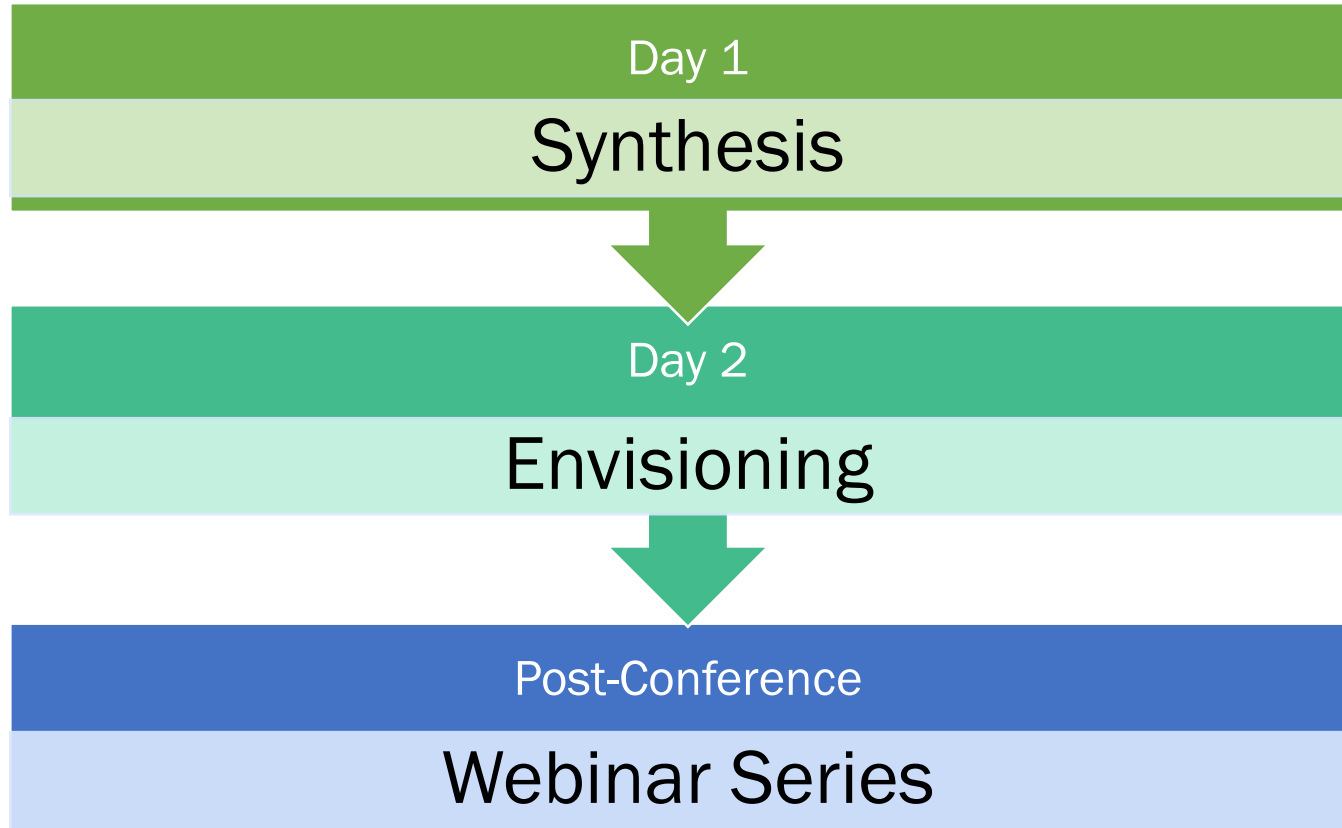 Day 1
Synthesis
Day 2
Envisioning
Post-Conference
Webinar Series